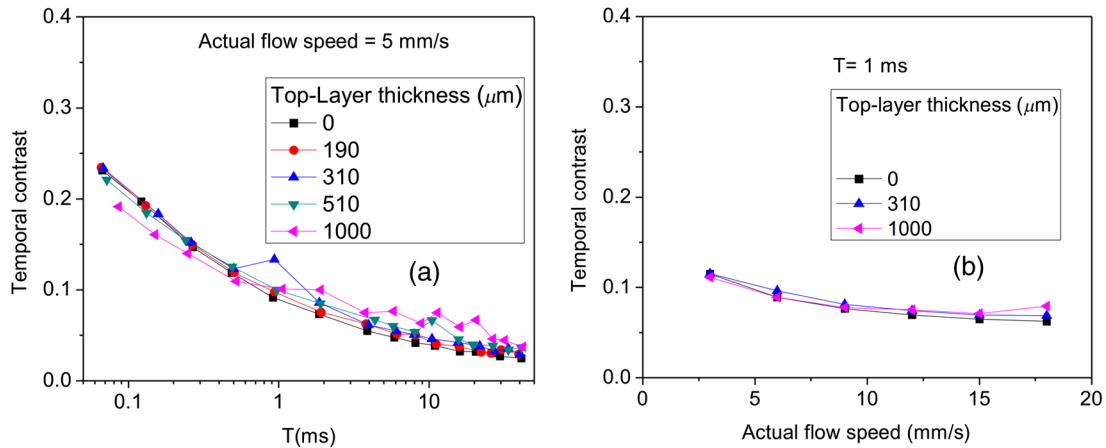 Temporal contrast
0.4
0.3
0.2
0.1
0.0
Actual flow speed = 5 mm/s
Top-Layer thickness (μm)
0
190
310
510
1000
(a)
0.1
1
10
T(ms)
Temporal contrast
0.4
0.3
0.2
0.1
0.0
T= 1 ms
Top-layer thickness (μm)
0
310
1000
(b)
0
5
10
15
20
Actual flow speed (mm/s)